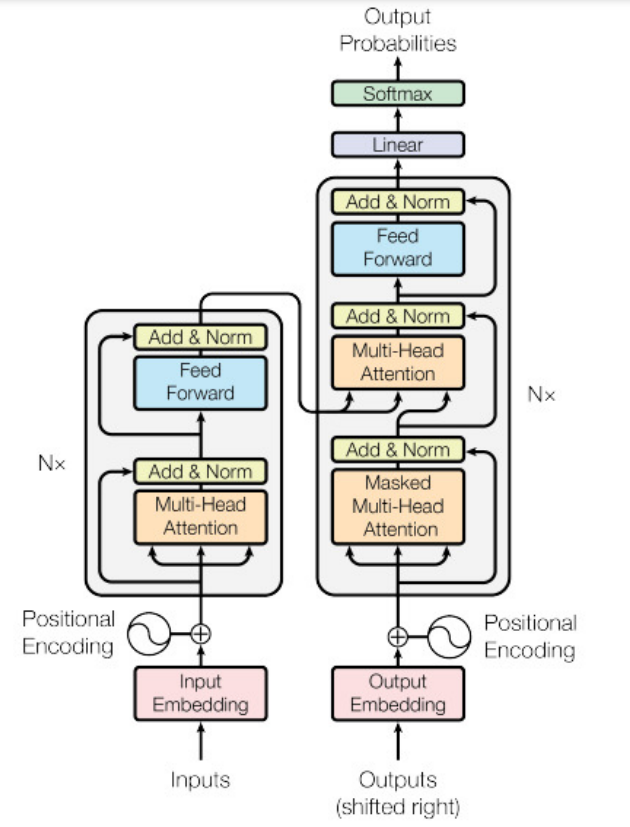 Output
Probabilities
Softmax
Linear
Add & Norm
Feed
Forward
Add & Norm
Multi-Head
Attention
Add & Norm
Masked
Multi-Head
Attention
Nx
Add & Norm
Feed
Forward
Add & Norm
Multi-Head
Attention
Nx
Positional
Encoding
Positional
Encoding
Input
Embedding
Output
Embedding
Inputs
Outputs
(shifted right)